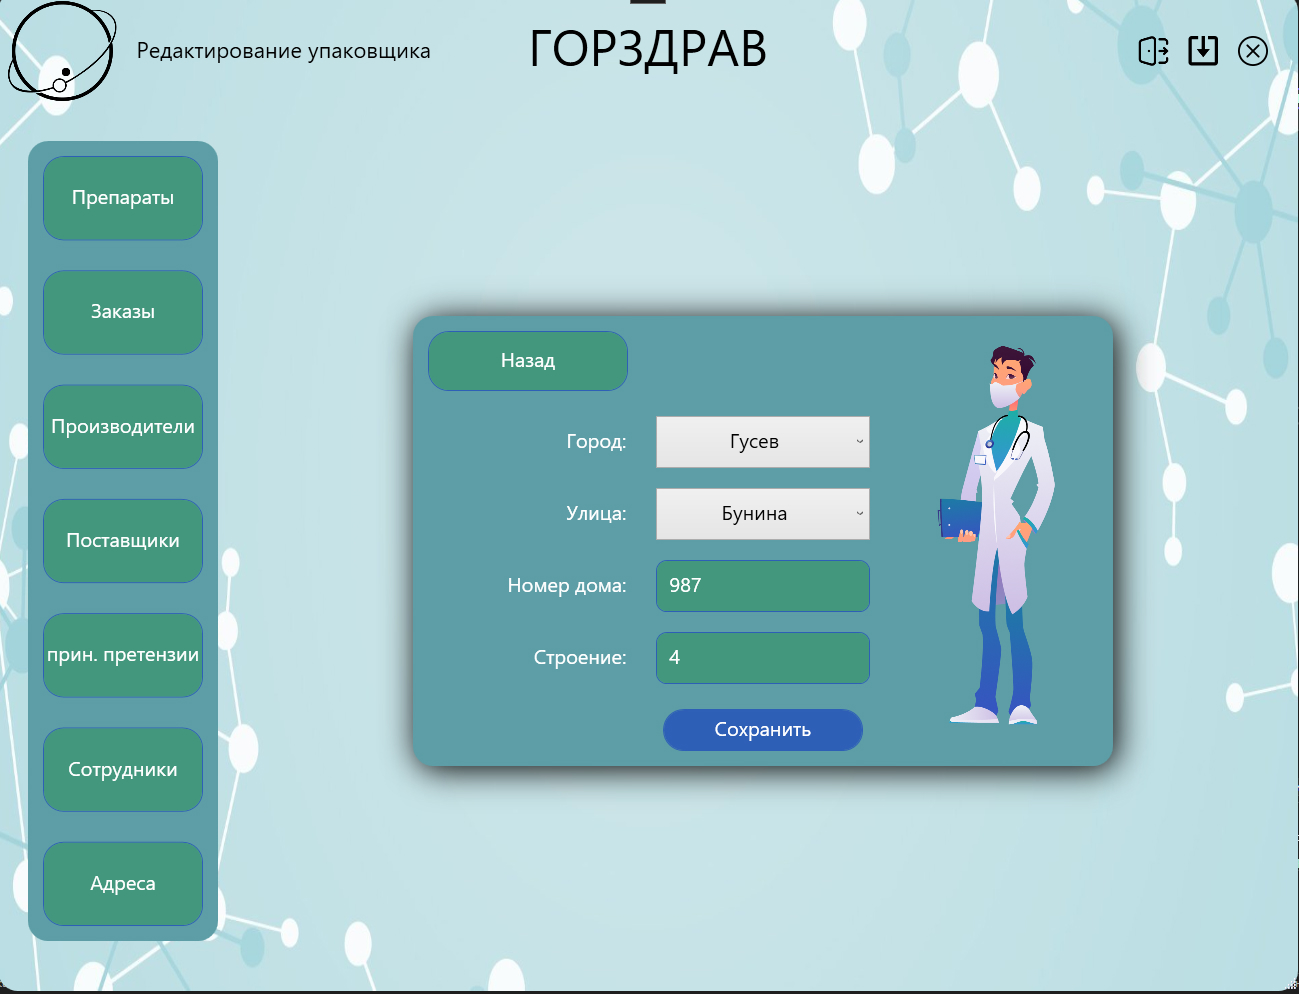 Редактирование упаковщика
ГОРЗДРАВ
Препараты
Заказы
Производители
Поставщики
прин. претензии
Сотрудники
Адреса
Назад
Город:
Гусев
Улица:
Бунина
Номер дома:
987
Строение:
4
Сохранить